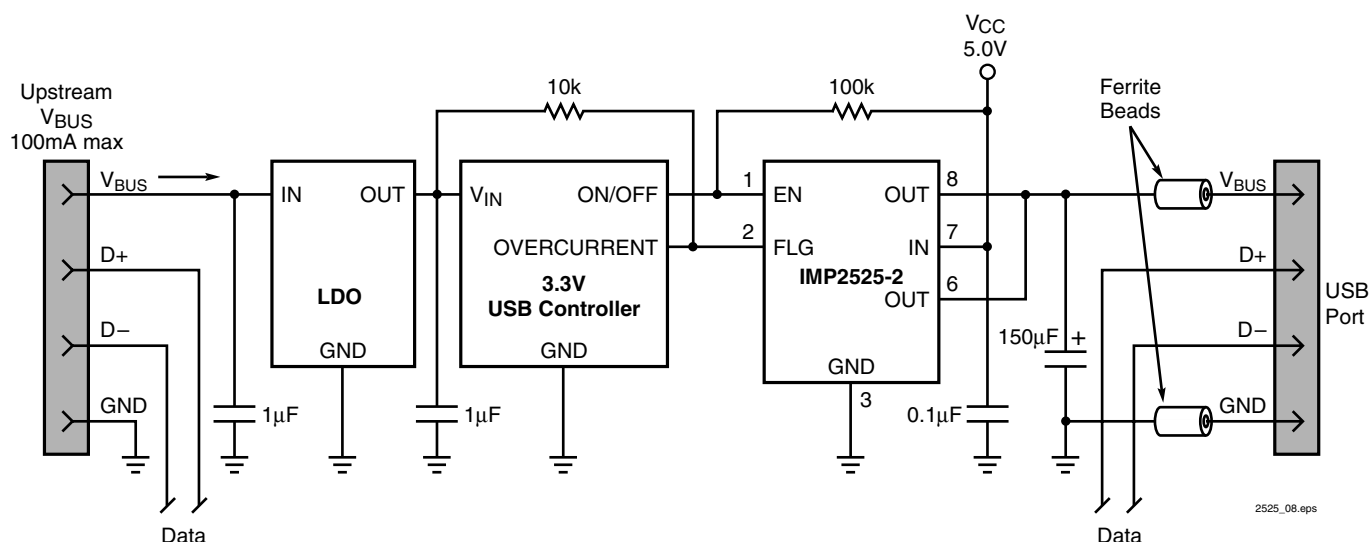 Upstream
VBUS
100mA max
VBUS
D+
D−
GND
Data
1µF
IN
OUT
LDO
GND
1µF
10k
VIN
ON/OFF
OVERCURRENT
3.3V
USB Controller
GND
100k
VCC
5.0V
1
EN
2
FLG
OUT
8
IN
7
IMP2525-2
OUT
6
GND
3
0.1µF
150µF
+
Ferrite
Beads
VBUS
D+
D−
GND
USB
Port
Data
2525_08.eps